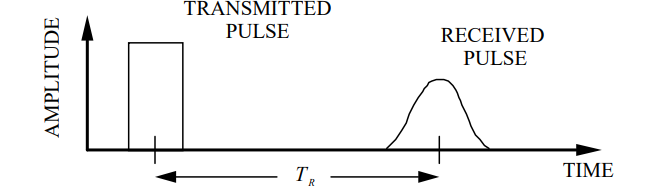 TRANSMITTED
PULSE
RECEIVED
PULSE
AMPLITUDE
TIME
T_R